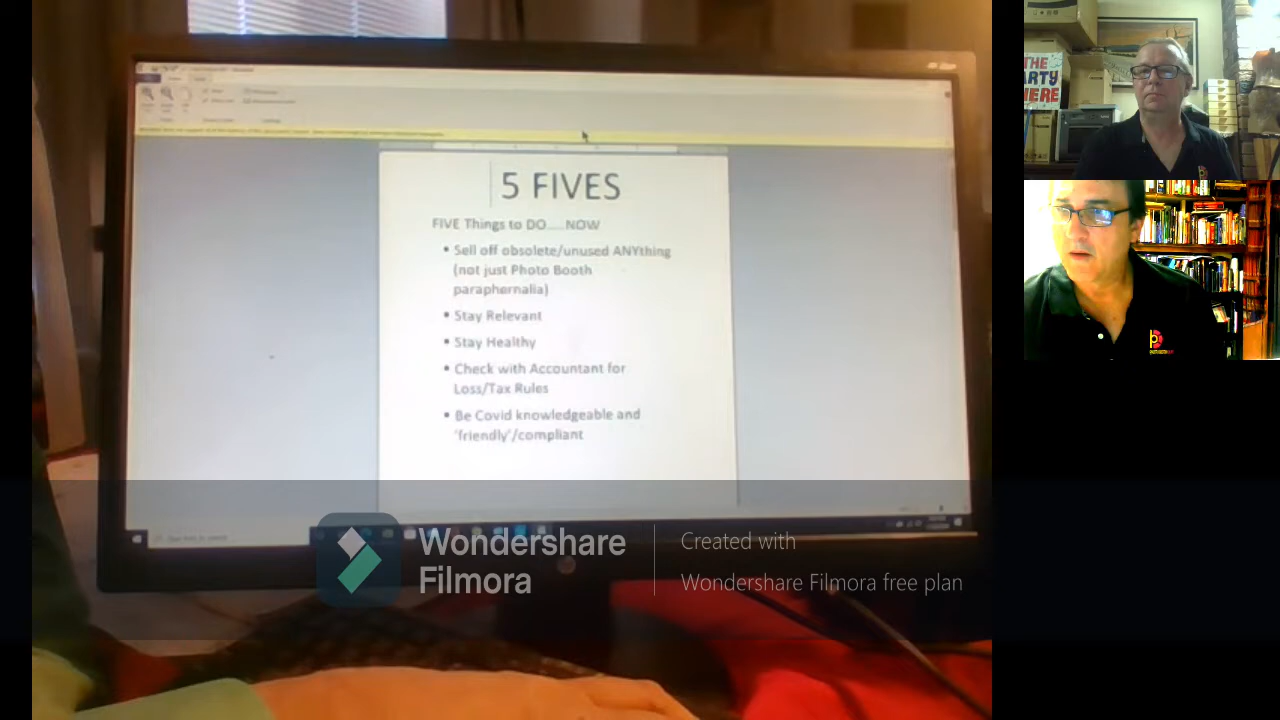 5 FIVES
FIVE Things to DO.....NOW
• Sell off obsolete/unused ANYthing
(not just Photo Booth
paraphernalia)
• Stay Relevant
• Stay Healthy
• Check with Accountant for
Loss/Tax Rules
• Be Covid knowledgeable and
'friendly'/compliant
Wondershare
Filmora
Created with
Wondershare Filmora free plan
THE
ARTY
HERE